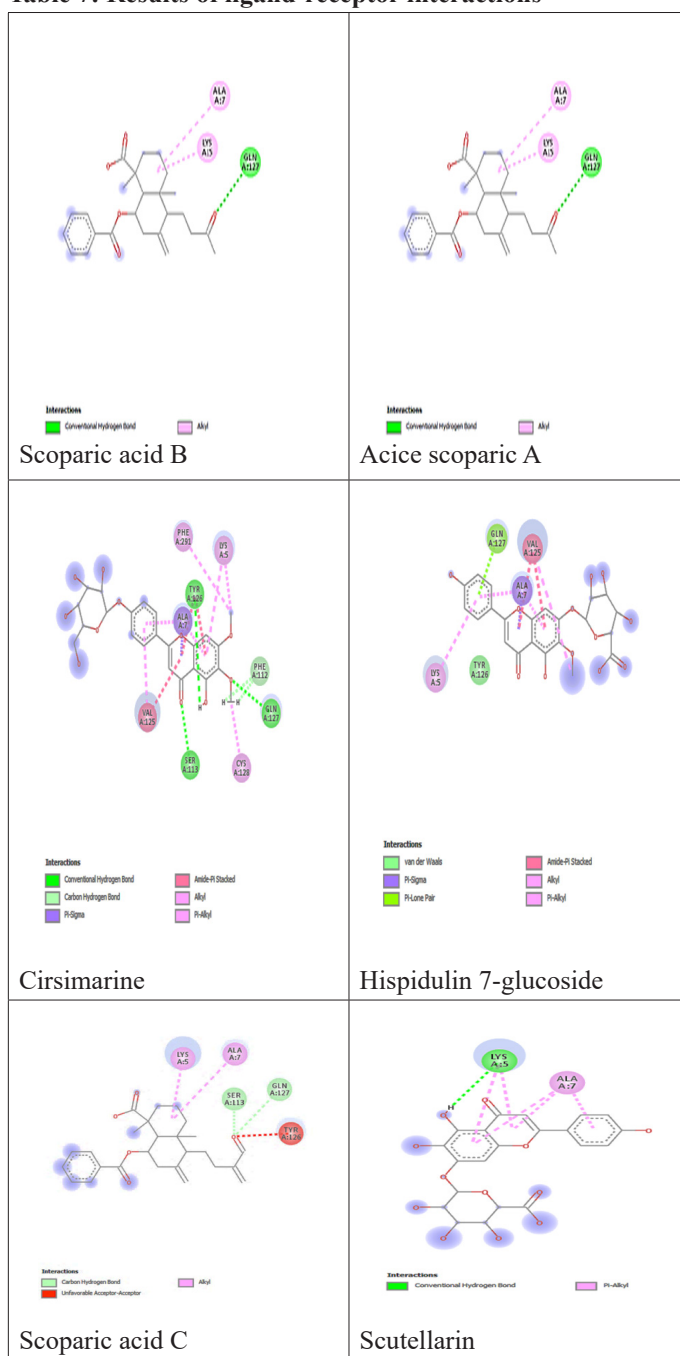 Table 7: Results of ligand-receptor interactions
ALA
A:7
LYS
A:5
GLN
A:127
Interactions
Conventional Hydrogen Bond
Alkyl
Scoparic acid B
ALA
A:7
LYS
A:5
GLN
A:127
Interactions
Conventional Hydrogen Bond
Alkyl
Acice scoparic A
PHE
A:291
LYS
A:5
TYR
A:126
ALA
A:7
PHE
A:112
VAL
A:125
GLN
A:127
H
H
H
SER
A:113
CYS
A:128
Interactions
Conventional Hydrogen Bond
Carbon Hydrogen Bond
Pi-Sigma
Amide-Pi Stacked
Alkyl
Pi-Alkyl
Cirsimarine
GLN
A:127
VAL
A:125
ALA
A:7
LYS
A:5
TYR
A:126
Interactions
van der Waals
Pi-Sigma
Pi-Lone Pair
Amide-Pi Stacked
Alkyl
Pi-Alkyl
Hispidulin 7-glucoside
LYS
A:5
ALA
A:7
SER
A:113
GLN
A:127
TYR
A:126
Interactions
Carbon Hydrogen Bond
Unfavorable Acceptor-Acceptor
Alkyl
Scoparic acid C
LYS
A:5
ALA
A:7
H
O
O
O
O
O
O
O
O
O
O
O
O
Interactions
Conventional Hydrogen Bond
Pi-Alkyl
Scutellarin